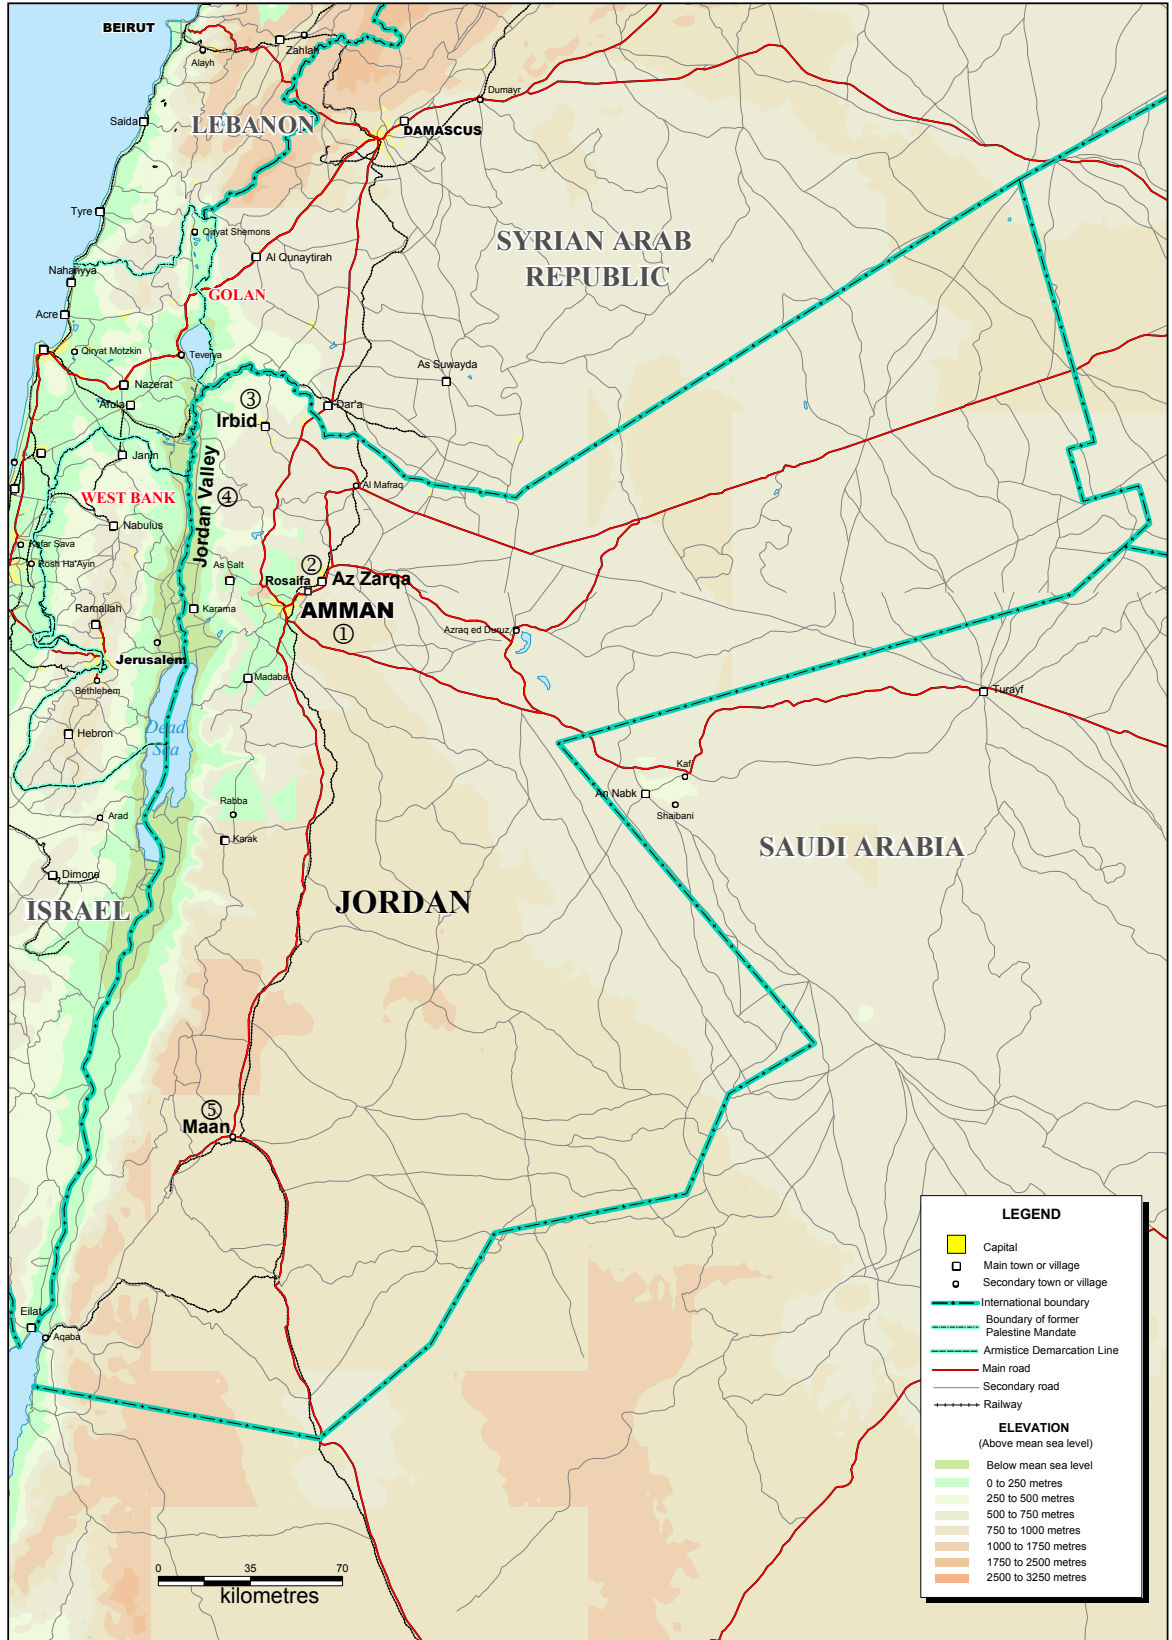 BEIRUT
Zahlah
Alayh
Dumayr
Saida
LEBANON
DAMASCUS
Tyre
Qiryat Shemons
SYRIAN ARAB
REPUBLIC
Al Qunaytirah
Nahariyya
GOLAN
Acre
Qiryat Motzkin
Teverya
As Suwayda
Nazerat
③
Afula
Dar'a
Irbid
Janin
Jordan Valley
Al Mafraq
④
WEST BANK
Nabulus
Kefar Sava
Rosh Ha'Ayin
As Salt
②
Rosaifa
Az Zarqa
Karama
AMMAN
Ramallah
①
Azraq ed Duruz
Jerusalem
Madaba
Bethlehem
Turayf
Dead
Sea
Hebron
Kaf
An Nabk
Rabba
Shaibani
Arad
Karak
SAUDI ARABIA
Dimona
JORDAN
ISRAEL
⑤
Maan
Eilat
Aqaba
LEGEND
Capital
Main town or village
Secondary town or village
International boundary
Boundary of former
Palestine Mandate
Armistice Demarcation Line
Main road
Secondary road
Railway
ELEVATION
(Above mean sea level)
Below mean sea level
0 to 250 metres
250 to 500 metres
500 to 750 metres
750 to 1000 metres
1000 to 1750 metres
1750 to 2500 metres
2500 to 3250 metres
0 35 70
kilometres